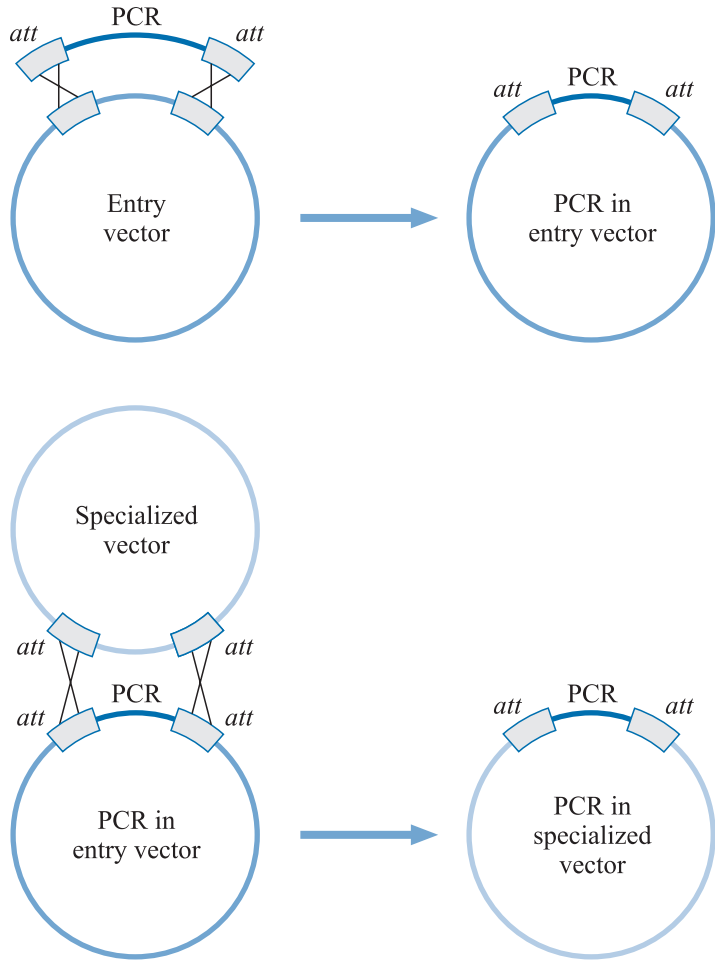 PCR
att att
Entry
vector
PCR
att att
PCR in
entry vector
Specialized
vector
att att
PCR
att att
PCR in
entry vector
PCR
att att
PCR in
specialized
vector